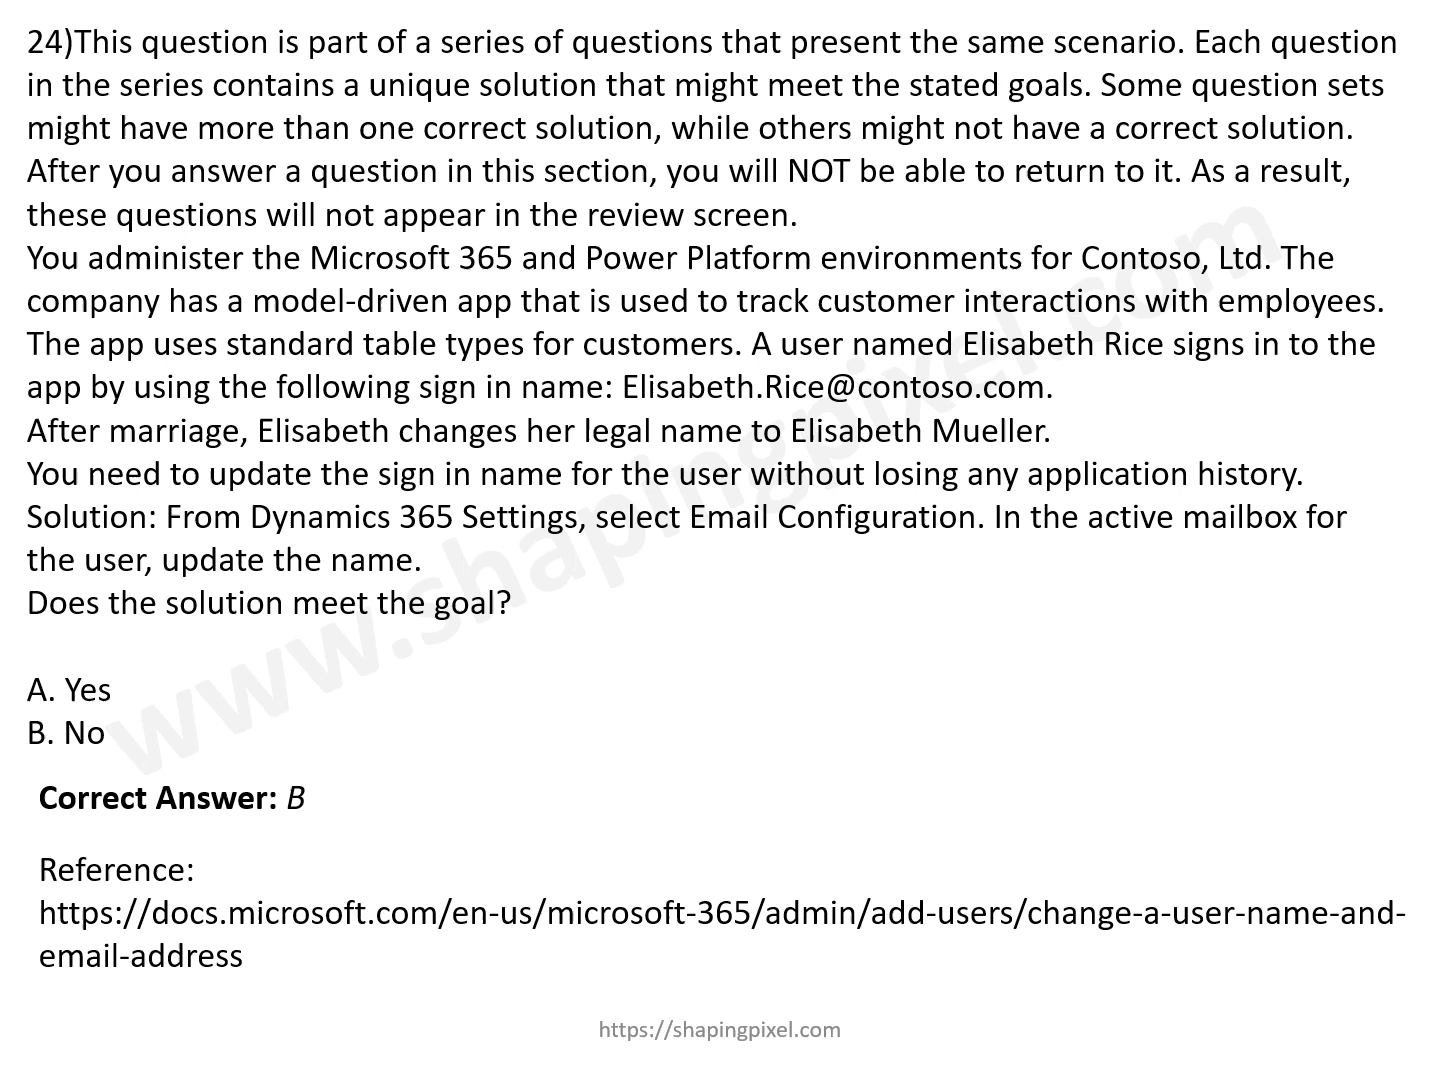 24)This question is part of a series of questions that present the same scenario. Each question
in the series contains a unique solution that might meet the stated goals. Some question sets
might have more than one correct solution, while others might not have a correct solution.
After you answer a question in this section, you will NOT be able to return to it. As a result,
these questions will not appear in the review screen.
You administer the Microsoft 365 and Power Platform environments for Contoso, Ltd. The
company has a model-driven app that is used to track customer interactions with employees.
The app uses standard table types for customers. A user named Elisabeth Rice signs in to the
app by using the following sign in name: Elisabeth.Rice@contoso.com.
After marriage, Elisabeth changes her legal name to Elisabeth Mueller.
You need to update the sign in name for the user without losing any application history.
Solution: From Dynamics 365 Settings, select Email Configuration. In the active mailbox for
the user, update the name.
Does the solution meet the goal?
A. Yes
B. No
Correct Answer: B
Reference:
https://docs.microsoft.com/en-us/microsoft-365/admin/add-users/change-a-user-name-and-
email-address
https://shapingpixel.com
www.shapingpixel.com